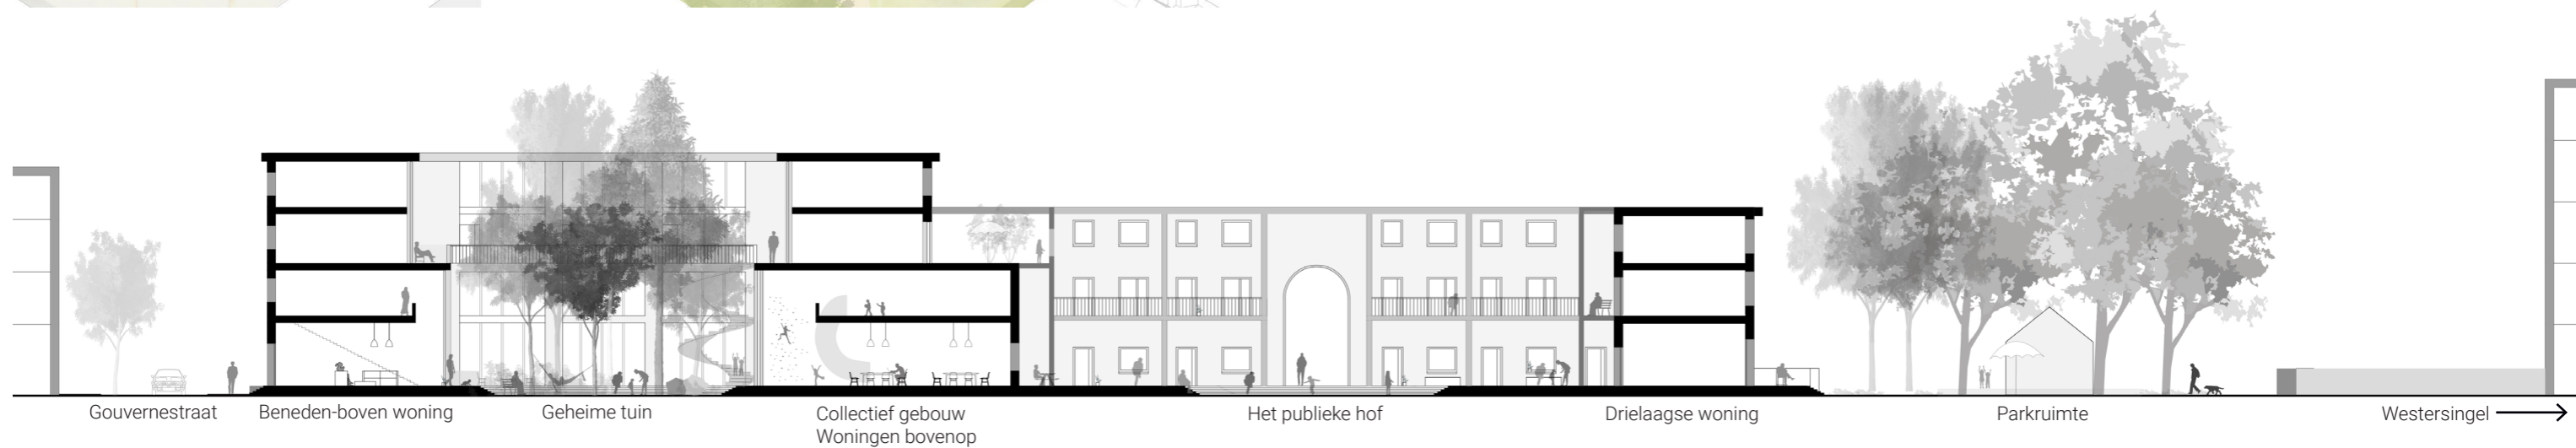 Gouvernestraat
Beneden-boven woning
Geheime tuin
Collectief gebouw
Woningen bovenop
Het publieke hof
Drielaagse woning
Parkruimte
Westersingel